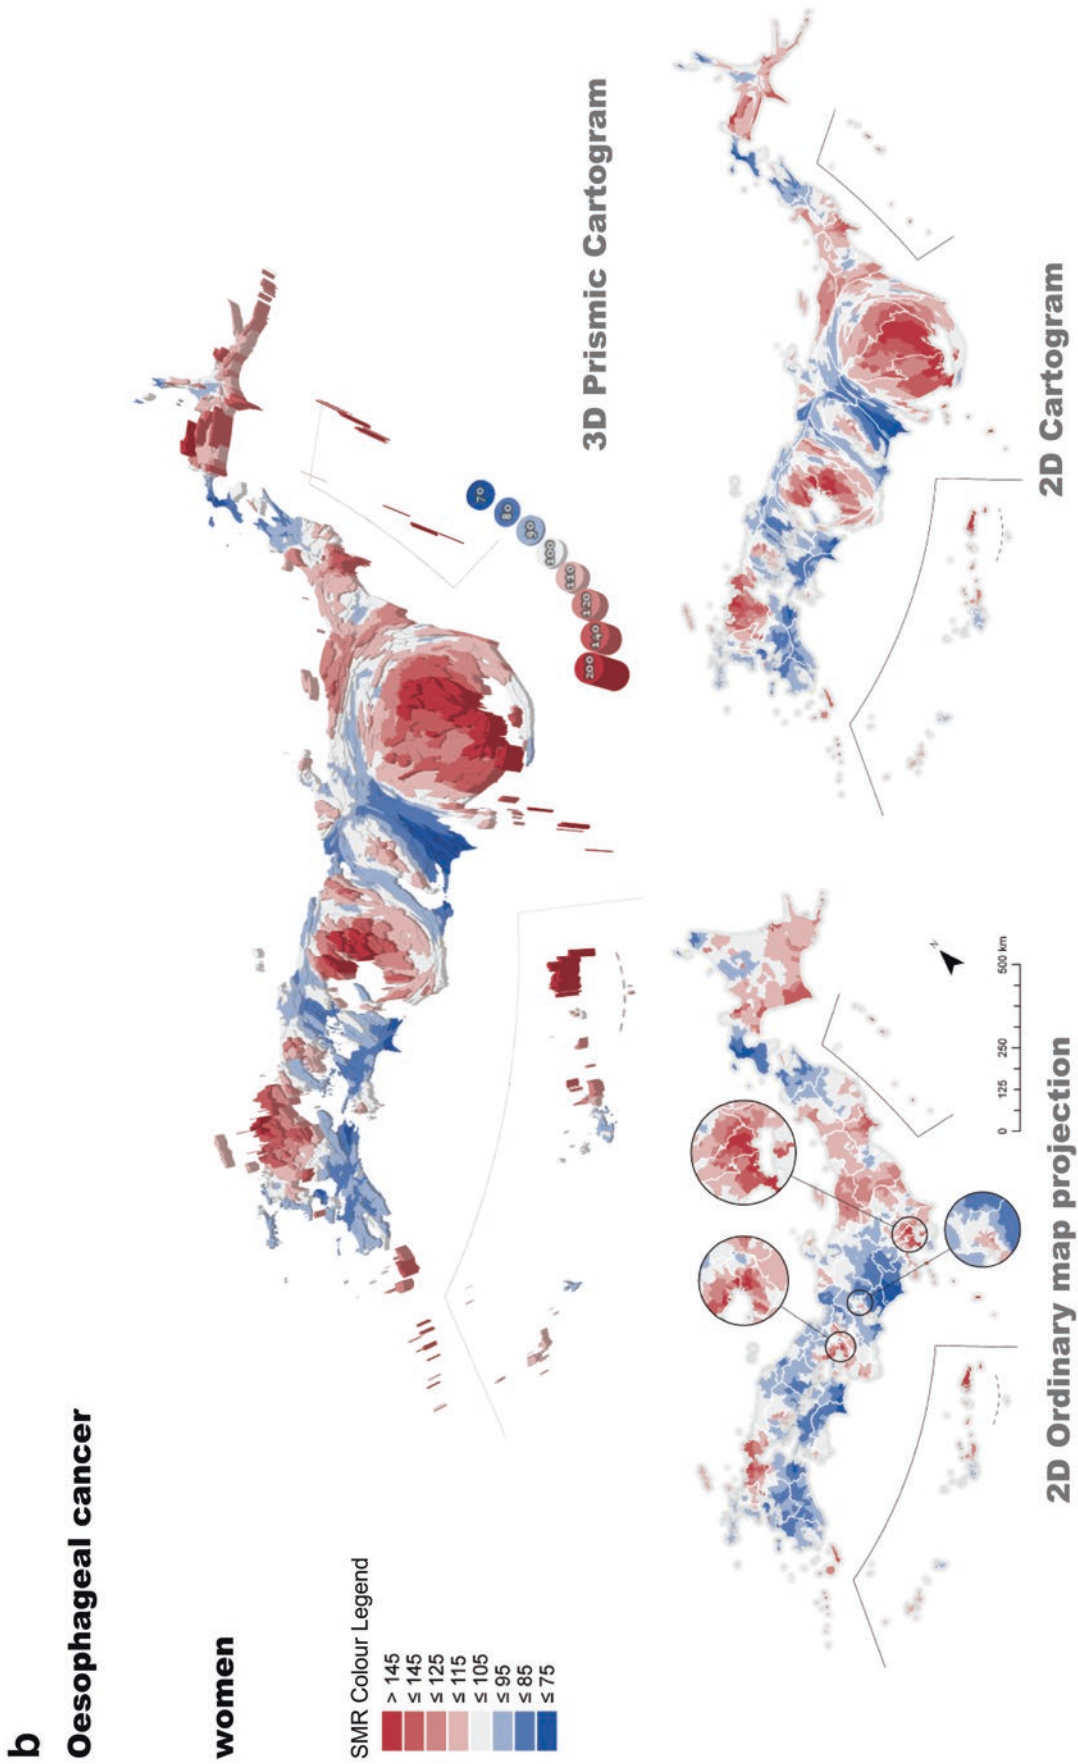 b
Oesophageal cancer
women
SMR Colour Legend
> 145
≤ 145
≤ 125
≤ 115
≤ 105
≤ 95
≤ 85
≤ 75
200
140
120
110
100
90
80
70
3D Prismic Cartogram
2D Ordinary map projection
0 125 250 500 km
N
2D Cartogram